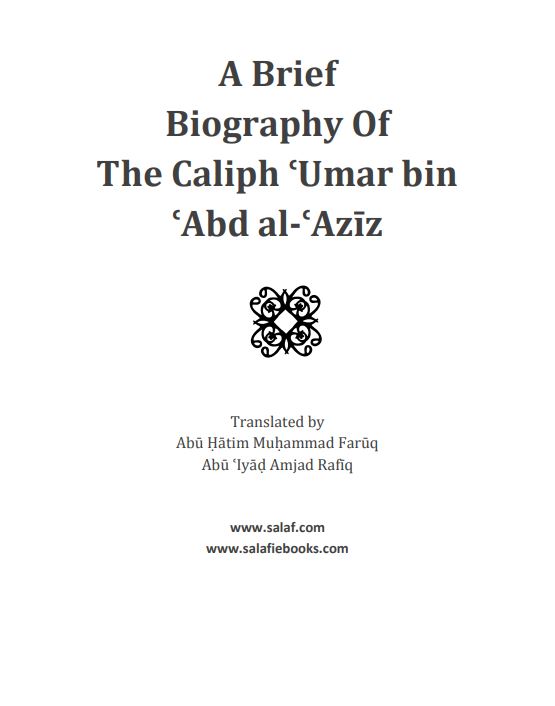 A Brief
Biography Of
The Caliph ʿUmar bin
ʿAbd al-ʿAzīz
Translated by
Abū Ḥātim Muḥammad Farūq
Abū ʿIyāḍ Amjad Rafīq
www.salaf.com
www.salafiebooks.com